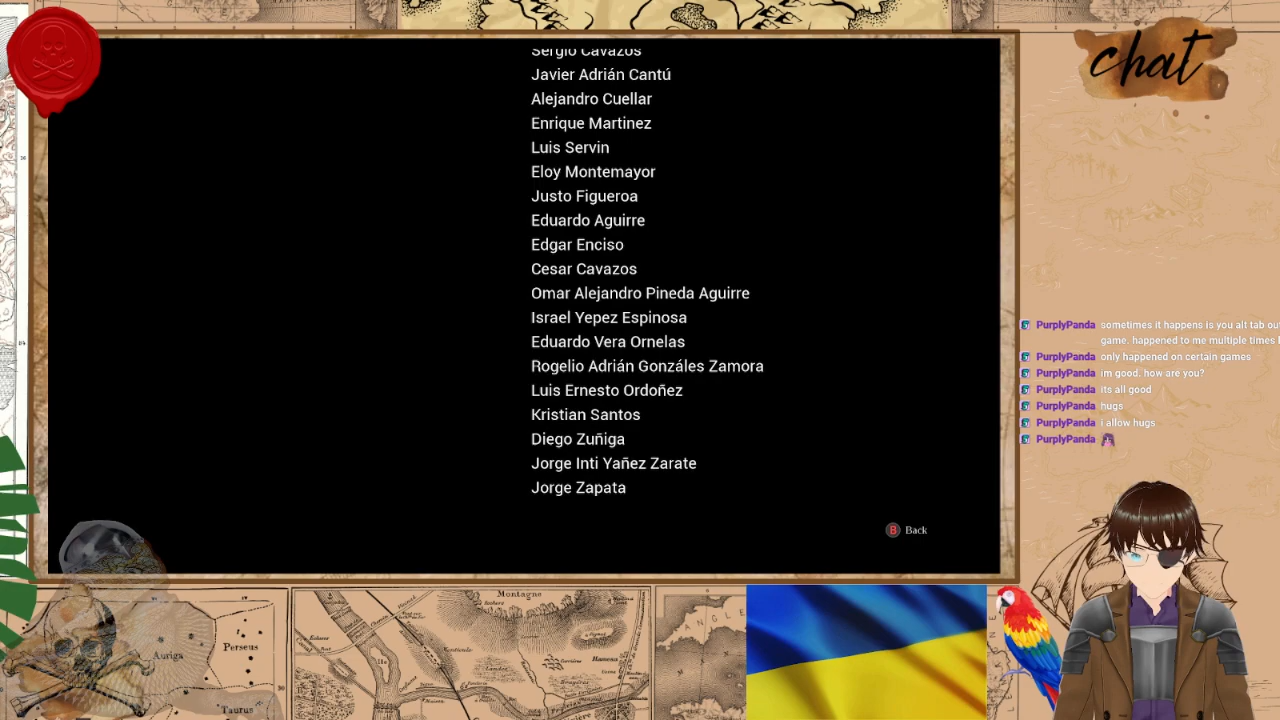 chat
Sergio Cavazos
Javier Adrián Cantú
Alejandro Cuellar
Enrique Martinez
Luis Servin
Eloy Montemayor
Justo Figueroa
Eduardo Aguirre
Edgar Enciso
Cesar Cavazos
Omar Alejandro Pineda Aguirre
Israel Yepez Espinosa
Eduardo Vera Ornelas
Rogelio Adrián Gonzáles Zamora
Luis Ernesto Ordoñez
Kristian Santos
Diego Zuñiga
Jorge Inti Yañez Zarate
Jorge Zapata
B Back
PurplyPanda sometimes it happens is you alt tab out
game. happened to me multiple times
PurplyPanda only happened on certain games
PurplyPanda im good. how are you?
PurplyPanda its all good
PurplyPanda hugs
PurplyPanda i allow hugs
PurplyPanda
Montagne
Auriga
Perseus
Taurus